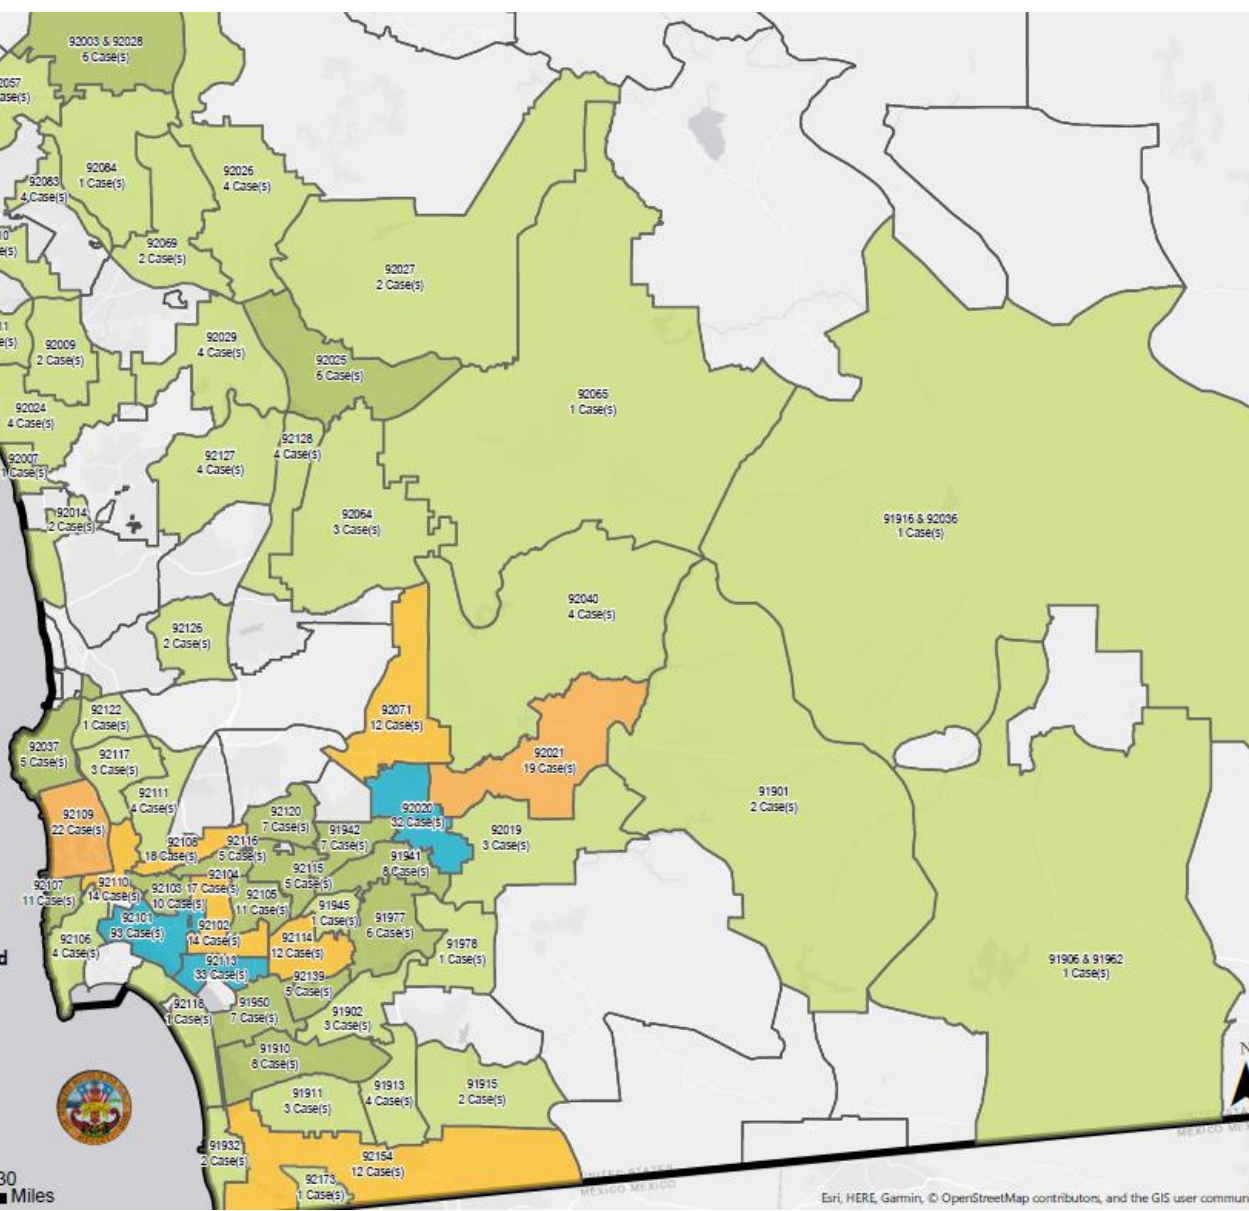 92003 & 92028
6 Case(s)
ase(s)
92084
1 Case(s)
92083
4 Case(s)
92026
4 Case(s)
10
e(s)
92069
2 Case(s)
92027
2 Case(s)
e(s)
92009
2 Case(s)
92029
4 Case(s)
92025
6 Case(s)
92024
4 Case(s)
92065
1 Case(s)
92007
1 Case(s)
92127
4 Case(s)
92128
4 Case(s)
92014
2 Case(s)
92064
3 Case(s)
91916 & 92036
1 Case(s)
92040
4 Case(s)
92126
2 Case(s)
92122
1 Case(s)
92071
12 Case(s)
92037
5 Case(s)
92117
3 Case(s)
92021
19 Case(s)
92111
4 Case(s)
91901
2 Case(s)
92109
22 Case(s)
92120
7 Case(s)
92020
32 Case(s)
92108
18 Case(s)
92116
5 Case(s)
91942
7 Case(s)
92019
3 Case(s)
91941
8 Case(s)
92107
11 Case(s)
92110
14 Case(s)
92103
10 Case(s)
92104
17 Case(s)
92105
11 Case(s)
92115
5 Case(s)
92101
93 Case(s)
92102
14 Case(s)
91945
1 Case(s)
91977
6 Case(s)
92106
4 Case(s)
92114
12 Case(s)
91978
1 Case(s)
d
92113
33 Case(s)
92139
5 Case(s)
91906 & 91962
1 Case(s)
92118
1 Case(s)
91950
7 Case(s)
91902
3 Case(s)
91910
8 Case(s)
91911
3 Case(s)
91913
4 Case(s)
91915
2 Case(s)
N
91932
2 Case(s)
92154
12 Case(s)
92173
1 Case(s)
30
Miles
UNITED STATES
MEXICO MEXICO
UNITED STA
MEXICO MEX
Esri, HERE, Garmin, © OpenStreetMap contributors, and the GIS user commun